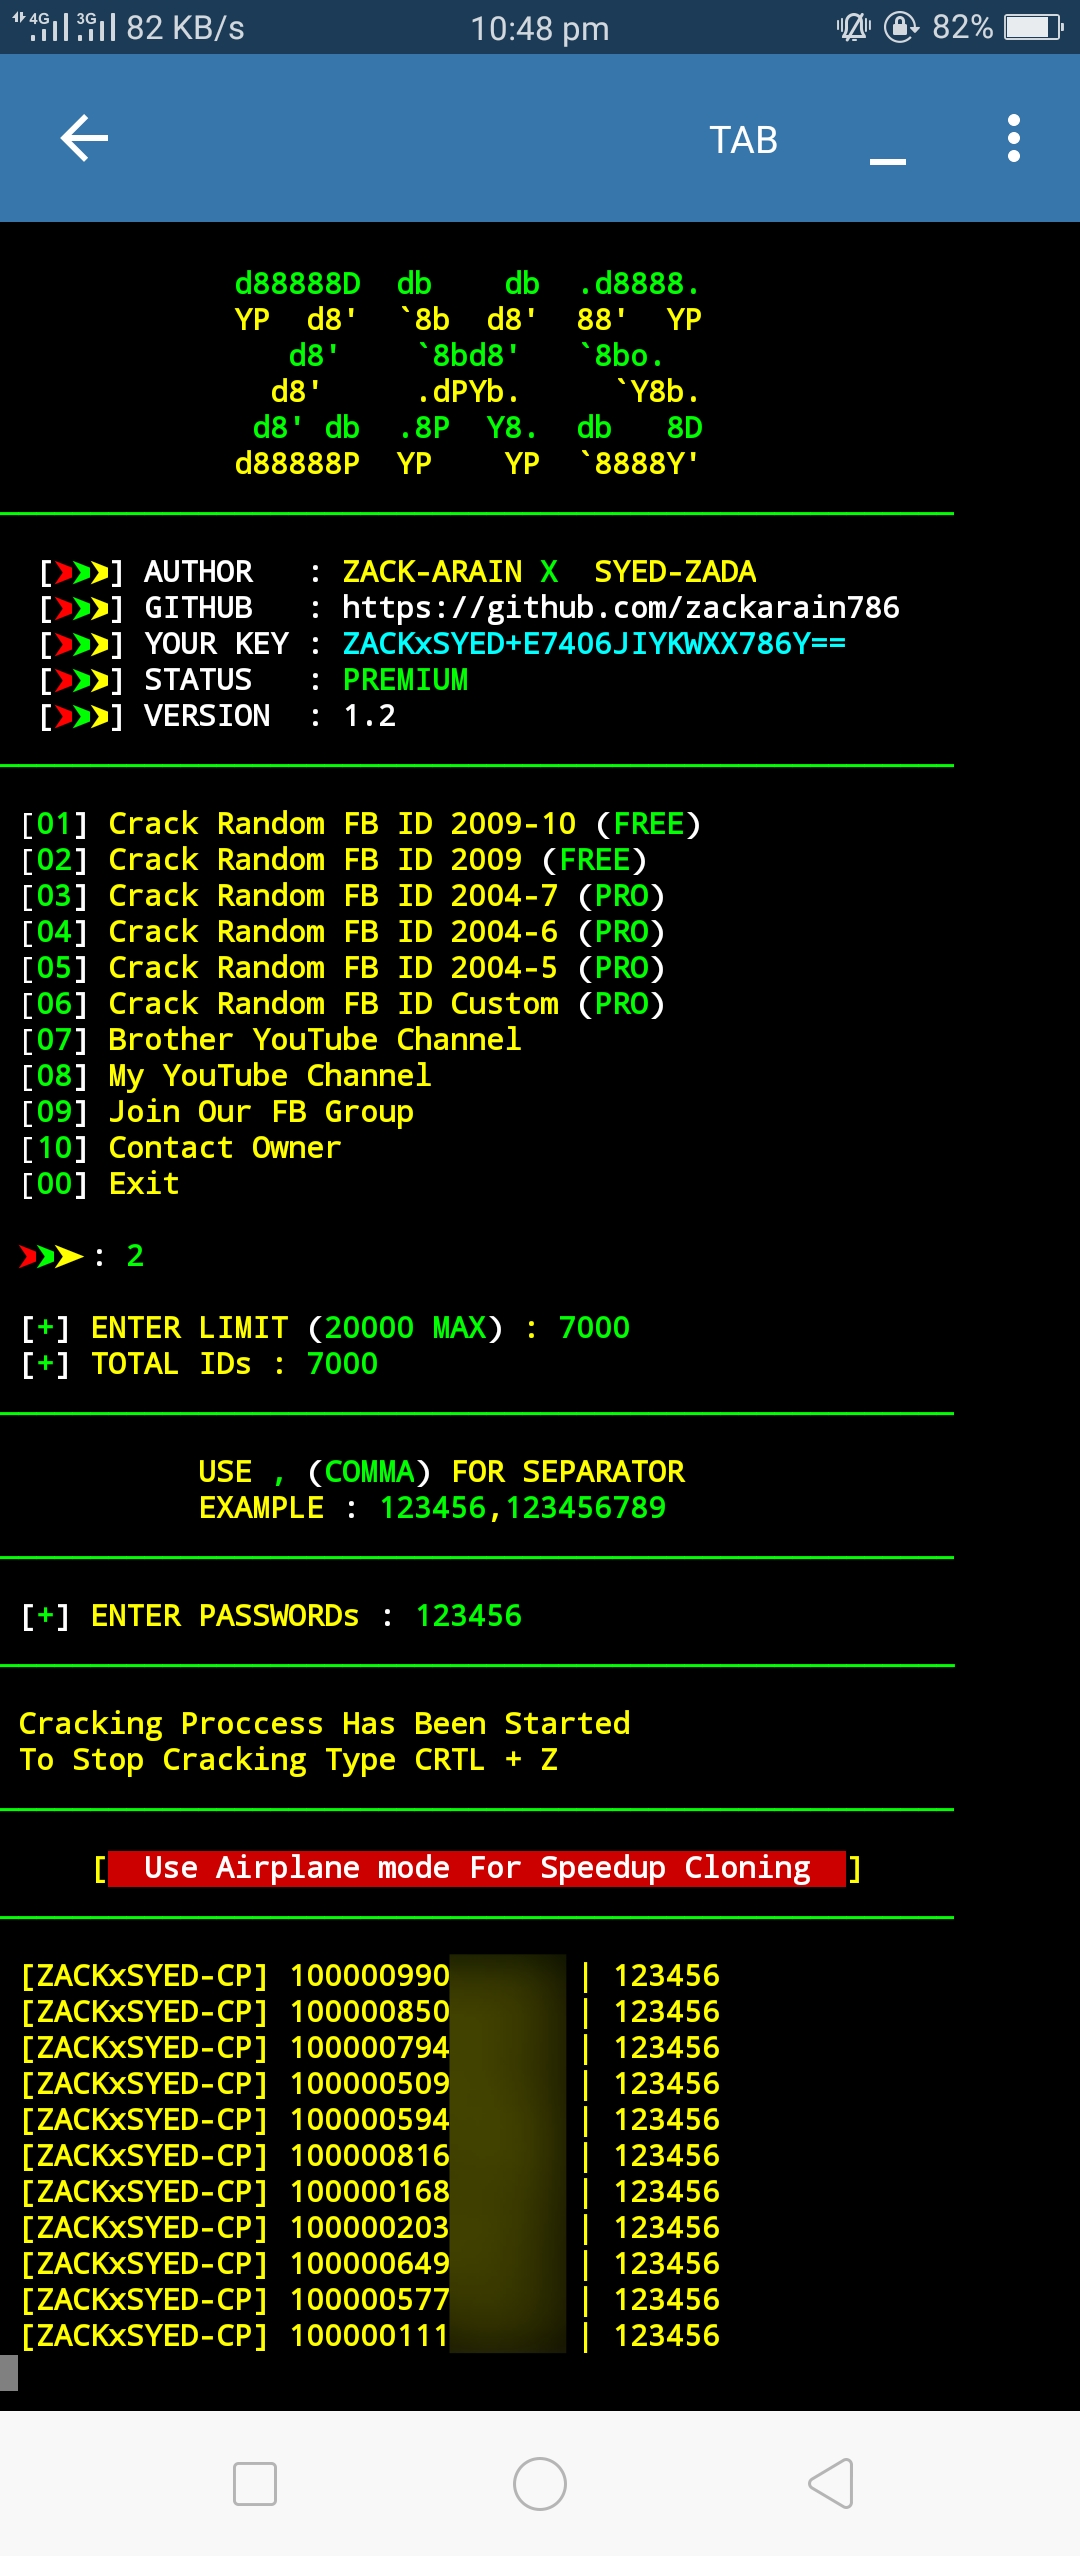 4G 3G 82 KB/s 10:48 pm 82%
TAB _
d88888D  db    db  .d8888.
YP  d8'  `8b  d8'  88'  YP
d8'    `8bd8'   `8bo.
d8'     .dPYb.     `Y8b.
d8' db  .8P  Y8.  db   8D
d88888P  YP    YP  `8888Y'
[➤➤➤] AUTHOR   : ZACK-ARAIN X  SYED-ZADA
[➤➤➤] GITHUB   : https://github.com/zackarain786
[➤➤➤] YOUR KEY : ZACKxSYED+E7406JIYKWXX786Y==
[➤➤➤] STATUS   : PREMIUM
[➤➤➤] VERSION  : 1.2
[01] Crack Random FB ID 2009-10 (FREE)
[02] Crack Random FB ID 2009 (FREE)
[03] Crack Random FB ID 2004-7 (PRO)
[04] Crack Random FB ID 2004-6 (PRO)
[05] Crack Random FB ID 2004-5 (PRO)
[06] Crack Random FB ID Custom (PRO)
[07] Brother YouTube Channel
[08] My YouTube Channel
[09] Join Our FB Group
[10] Contact Owner
[00] Exit
➤➤➤ : 2
[+] ENTER LIMIT (20000 MAX) : 7000
[+] TOTAL IDs : 7000
USE , (COMMA) FOR SEPARATOR
EXAMPLE : 123456,123456789
[+] ENTER PASSWORDs : 123456
Cracking Proccess Has Been Started
To Stop Cracking Type CRTL + Z
[  Use Airplane mode For Speedup Cloning  ]
[ZACKxSYED-CP] 100000990 | 123456
[ZACKxSYED-CP] 100000850 | 123456
[ZACKxSYED-CP] 100000794 | 123456
[ZACKxSYED-CP] 100000509 | 123456
[ZACKxSYED-CP] 100000594 | 123456
[ZACKxSYED-CP] 100000816 | 123456
[ZACKxSYED-CP] 100000168 | 123456
[ZACKxSYED-CP] 100000203 | 123456
[ZACKxSYED-CP] 100000649 | 123456
[ZACKxSYED-CP] 100000577 | 123456
[ZACKxSYED-CP] 100000111 | 123456